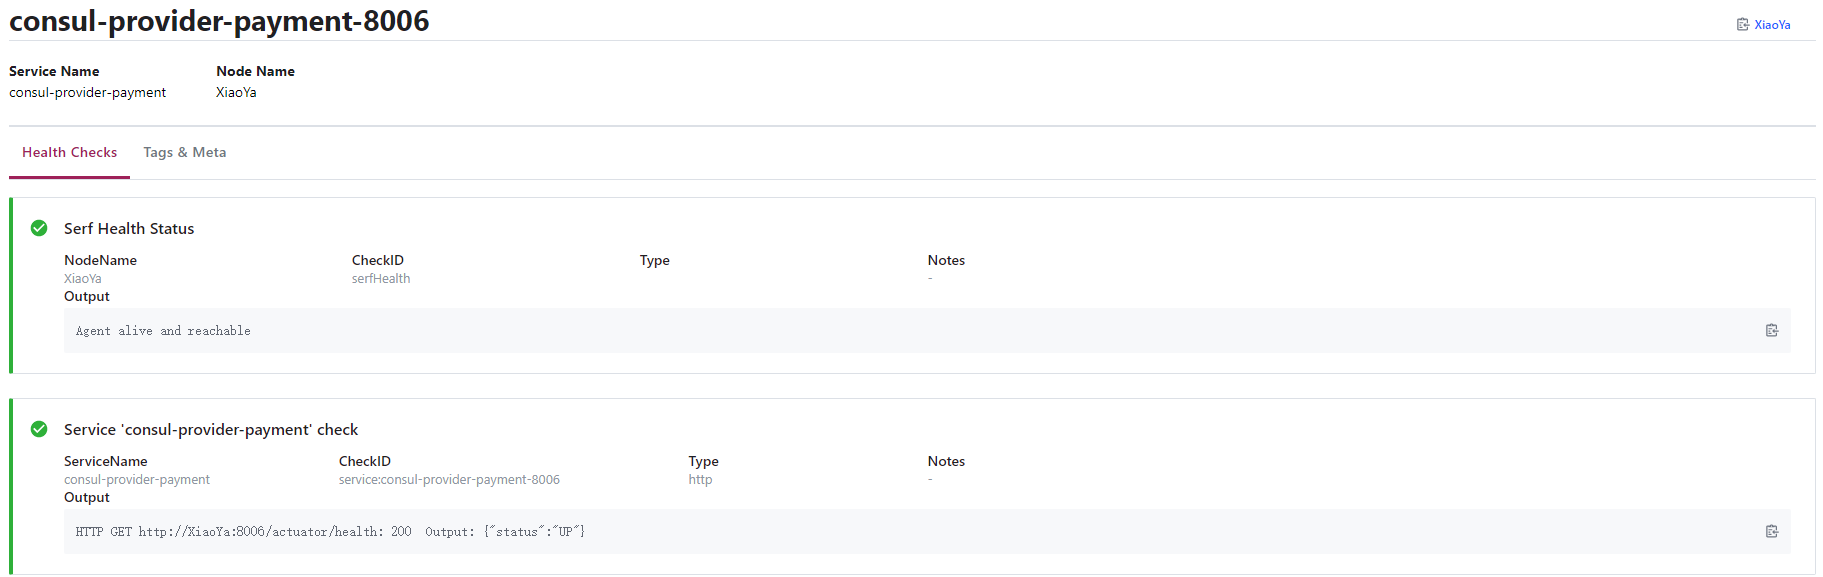 consul-provider-payment-8006
XiaoYa
Service Name Node Name
consul-provider-payment XiaoYa
Health Checks Tags & Meta
Serf Health Status
NodeName CheckID Type Notes
XiaoYa serfHealth -
Output
Agent alive and reachable
Service 'consul-provider-payment' check
ServiceName CheckID Type Notes
consul-provider-payment service:consul-provider-payment-8006 http -
Output
HTTP GET http://XiaoYa:8006/actuator/health: 200  Output: {"status":"UP"}